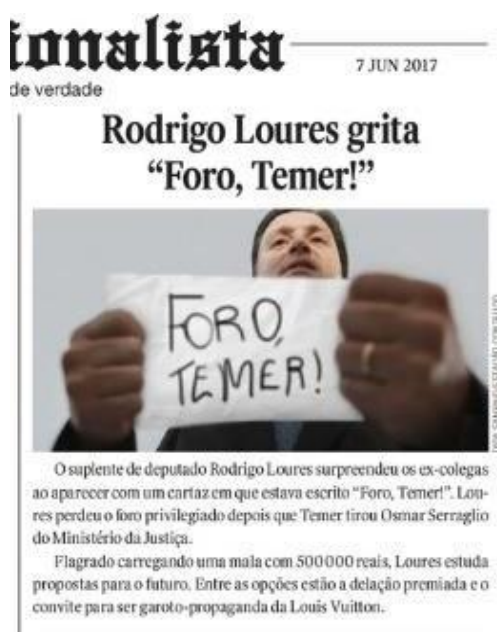 ionalista
7 JUN 2017
de verdade
Rodrigo Loures grita
“Foro, Temer!”
FORO,
TEMER!
O suplente de deputado Rodrigo Loures surpreendeu os ex-colegas
ao aparecer com um cartaz em que estava escrito “Foro, Temer!”. Lou-
res perdeu o foro privilegiado depois que Temer tirou Osmar Serraglio
do Ministério da Justiça.
Flagrado carregando uma mala com 500 000 reais, Loures estuda
propostas para o futuro. Entre as opções estão a delação premiada e o
convite para ser garoto-propaganda da Louis Vuitton.